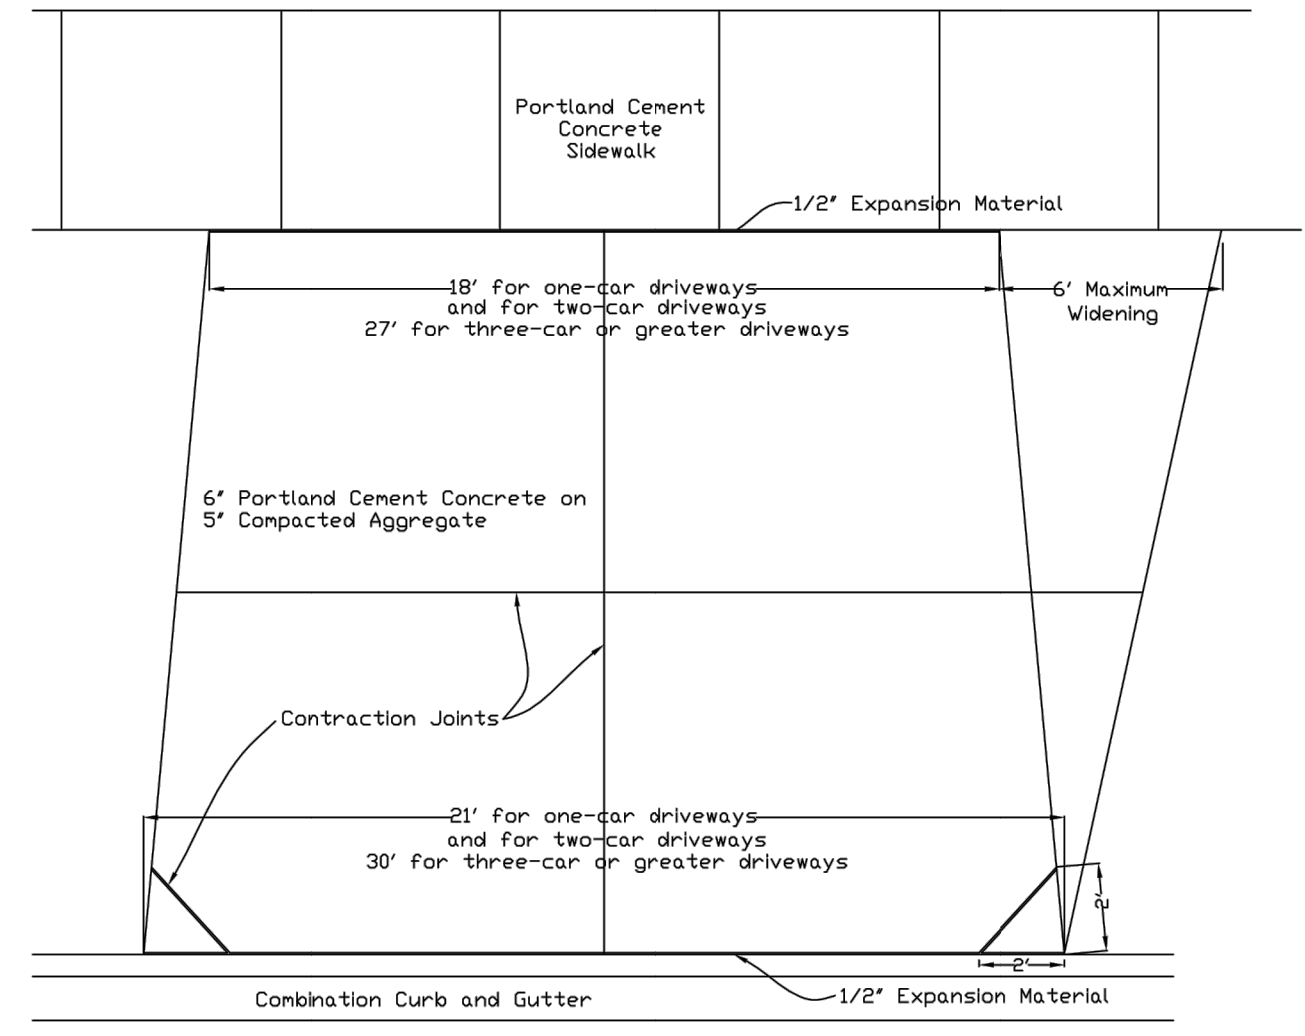 Portland Cement
Concrete
Sidewalk
1/2" Expansion Material
18' for one-car driveways
and for two-car driveways
27' for three-car or greater driveways
6' Maximum
Widening
6" Portland Cement Concrete on
5" Compacted Aggregate
Contraction Joints
21' for one-car driveways
and for two-car driveways
30' for three-car or greater driveways
2'
2'
Combination Curb and Gutter
1/2" Expansion Material